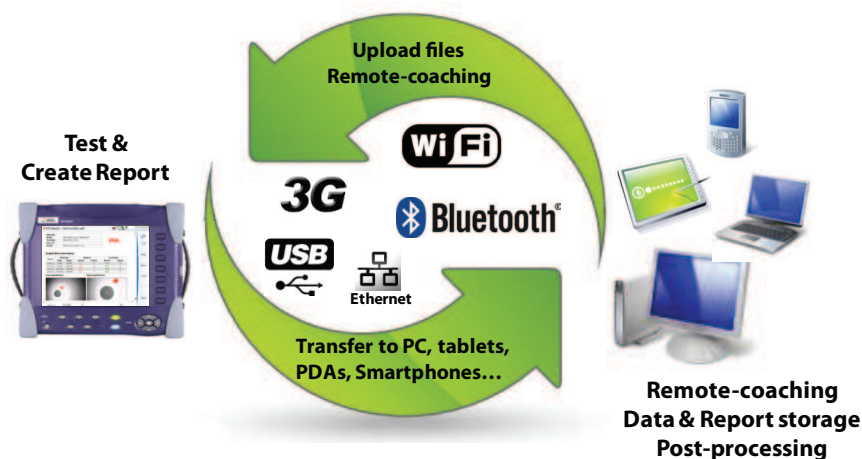 Upload files
Remote-coaching
Test &
Create Report
WiFi
3G
Bluetooth®
USB
Ethernet
Transfer to PC, tablets,
PDAs, Smartphones...
Remote-coaching
Data & Report storage
Post-processing